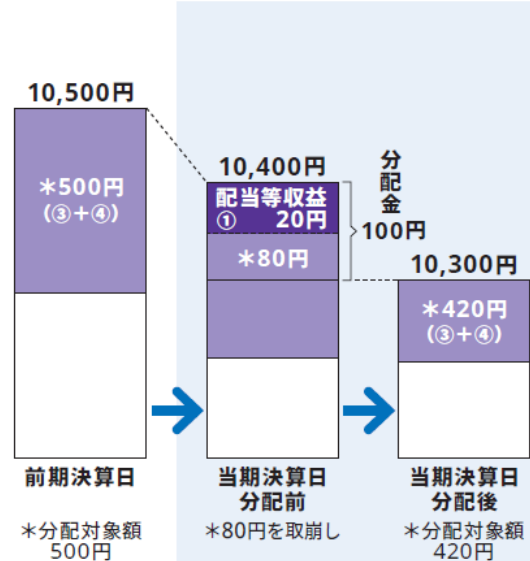 10,500円
＊500円
(③＋④)
前期決算日
＊分配対象額
500円
10,400円
配当等収益
① 20円
＊80円
分配金
100円
当期決算日
分配前
＊80円を取崩し
10,300円
＊420円
(③＋④)
当期決算日
分配後
＊分配対象額
420円